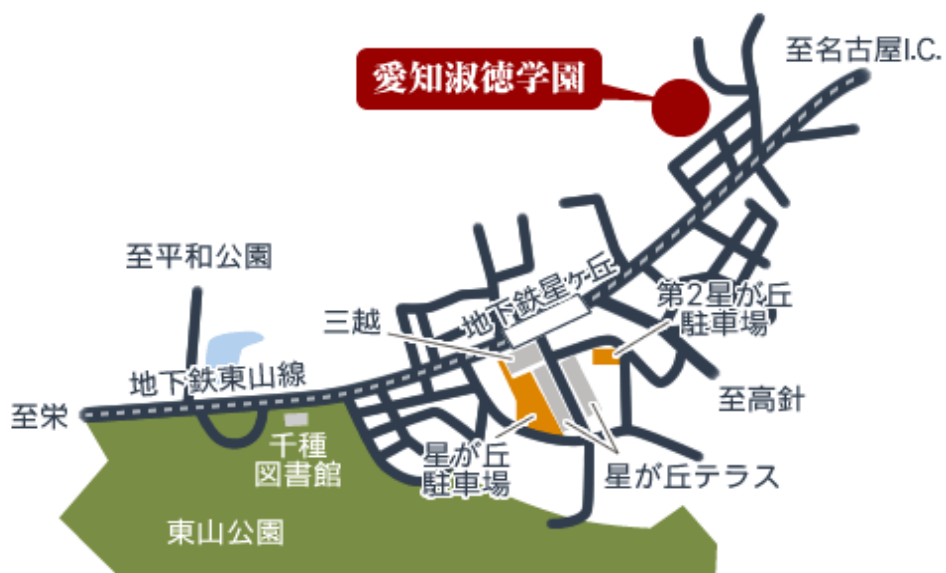 至名古屋I.C.
愛知淑徳学園
至平和公園
地下鉄星ヶ丘
第2星が丘
駐車場
三越
地下鉄東山線
至高針
至栄
千種
図書館
星が丘
駐車場
星が丘テラス
東山公園